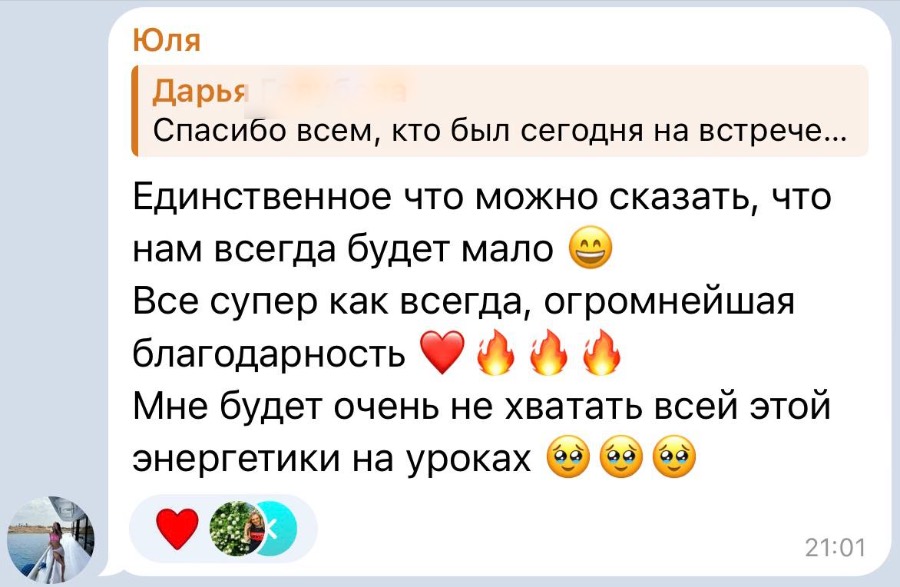 Юля
Дарья
Спасибо всем, кто был сегодня на встрече...
Единственное что можно сказать, что
нам всегда будет мало 😄
Все супер как всегда, огромнейшая
благодарность ❤️🔥🔥🔥
Мне будет очень не хватать всей этой
энергетики на уроках 🥹🥹🥹
21:01